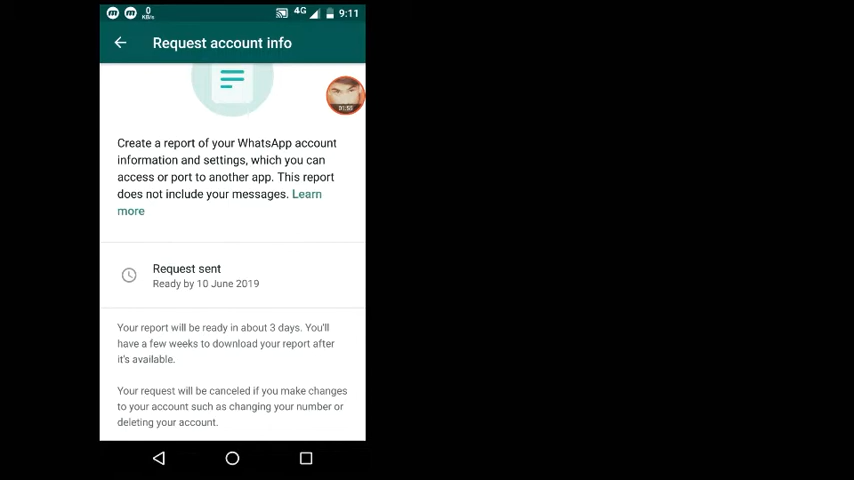 0
KB/s
4G
9:11
Request account info
01:55
Create a report of your WhatsApp account
information and settings, which you can
access or port to another app. This report
does not include your messages. Learn
more
Request sent
Ready by 10 June 2019
Your report will be ready in about 3 days. You'll
have a few weeks to download your report after
it's available.
Your request will be canceled if you make changes
to your account such as changing your number or
deleting your account.